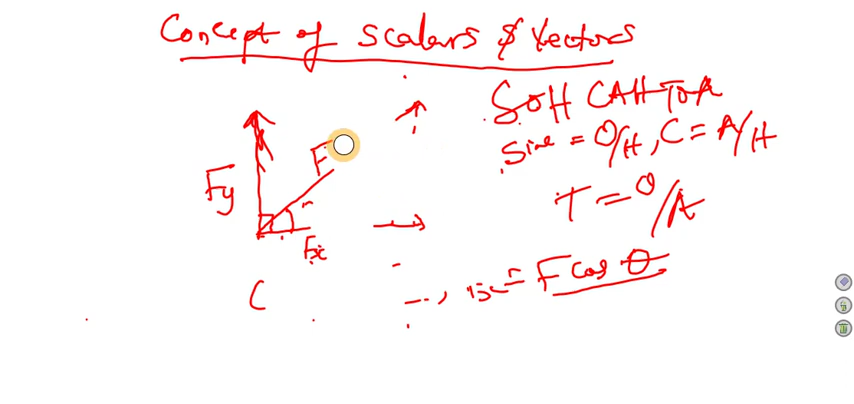 Concept of Scalars & Vectors
SOH CAH TOA
Sine = O/H, C = A/H
T = O/A
F
Fy
Fx
= F cos θ
C